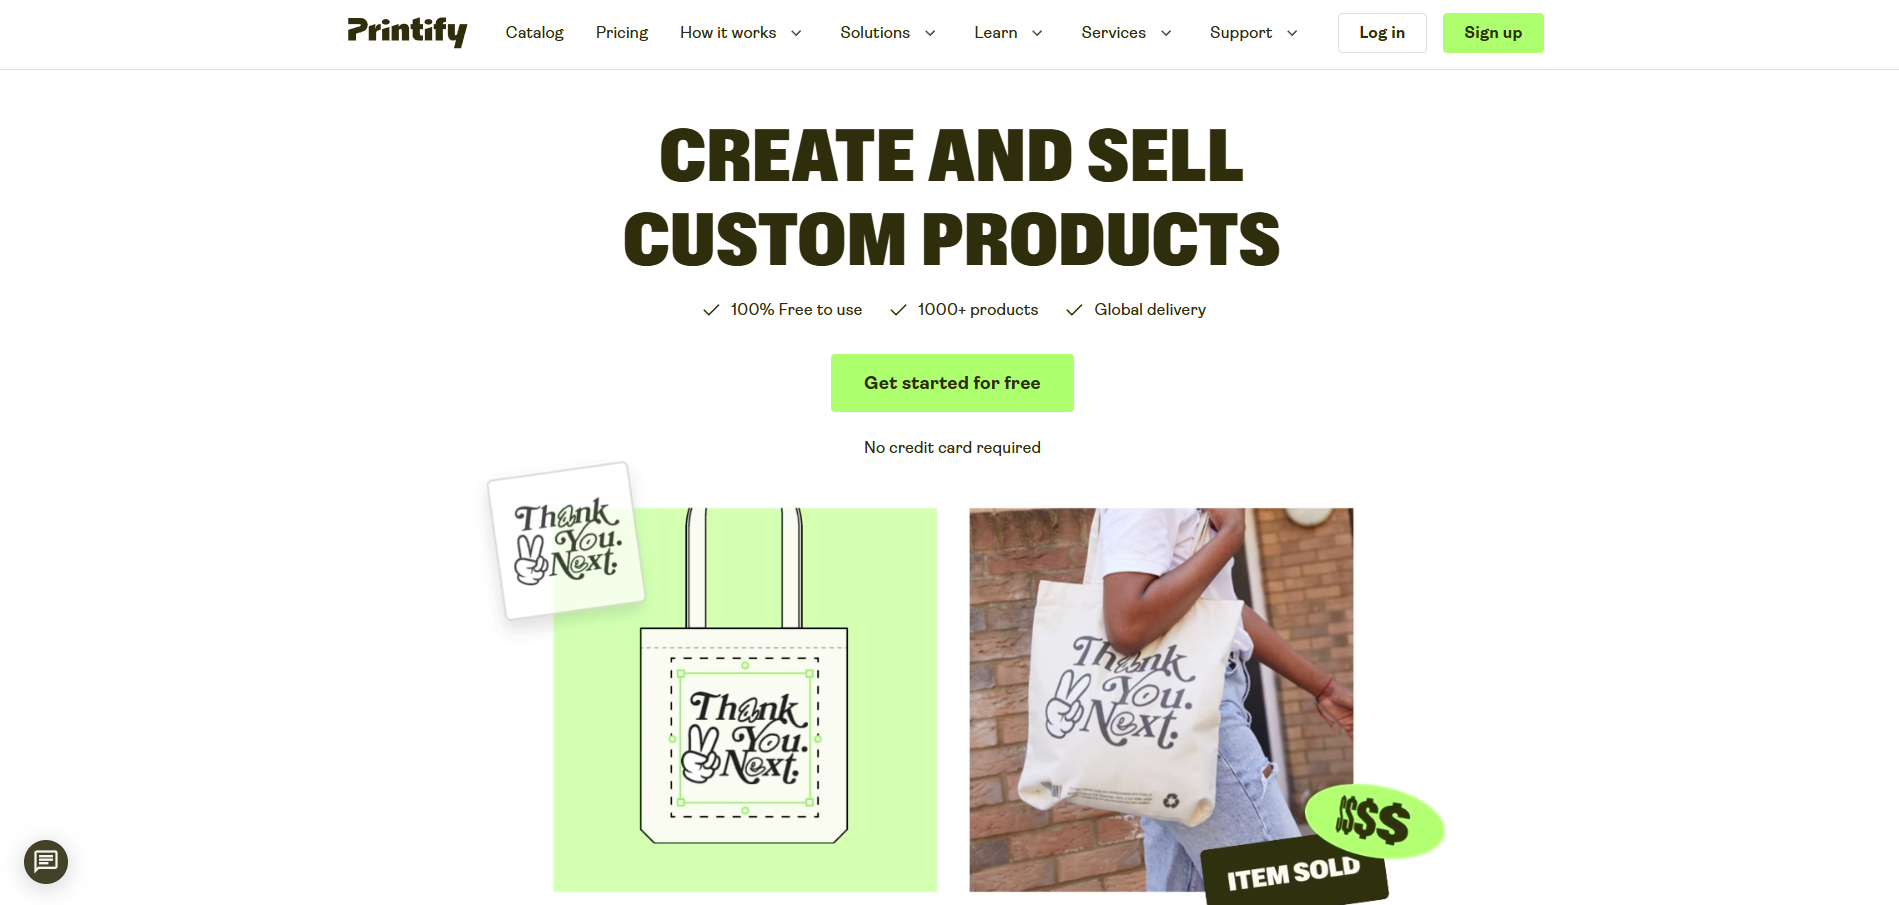 Printify
Catalog
Pricing
How it works
Solutions
Learn
Services
Support
Log in
Sign up
CREATE AND SELL
CUSTOM PRODUCTS
100% Free to use
1000+ products
Global delivery
Get started for free
No credit card required
Thank
You.
Next.
Thank
You.
Next.
Thank
You.
Next.
$$$$
ITEM SOLD